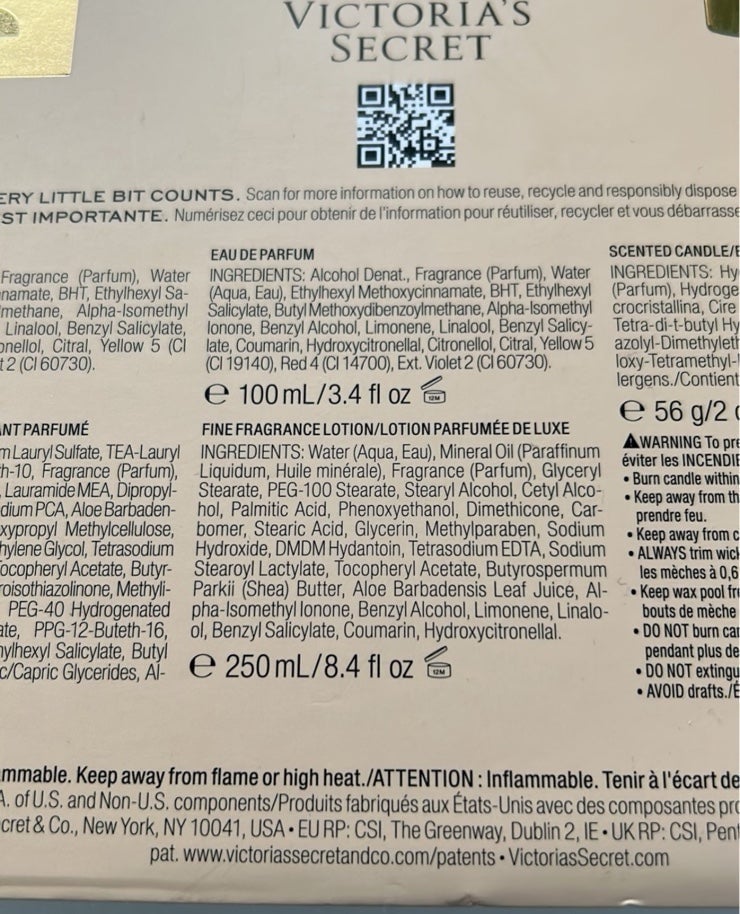 VICTORIA'S
SECRET
ERY LITTLE BIT COUNTS. Scan for more information on how to reuse, recycle and responsibly dispose
ST IMPORTANTE. Numérisez ceci pour obtenir de l'information pour réutiliser, recycler et vous débarrasse
Fragrance (Parfum), Water
namate, BHT, Ethylhexyl Sa-
methane, Alpha-Isomethyl
Linalool, Benzyl Salicylate,
onellol, Citral, Yellow 5 (CI
t 2 (CI 60730).
EAU DE PARFUM
INGREDIENTS: Alcohol Denat., Fragrance (Parfum), Water
(Aqua, Eau), Ethylhexyl Methoxycinnamate, BHT, Ethylhexyl
Salicylate, Butyl Methoxydibenzoylmethane, Alpha-Isomethyl
Ionone, Benzyl Alcohol, Limonene, Linalool, Benzyl Salicy-
late, Coumarin, Hydroxycitronellal, Citronellol, Citral, Yellow 5
(CI 19140), Red 4 (CI 14700), Ext. Violet 2 (CI 60730).
℮ 100 mL/3.4 fl oz 12M
SCENTED CANDLE/B
INGREDIENTS: Hy
(Parfum), Hydroge
crocristallina, Cire
Tetra-di-t-butyl Hy
azolyl-Dimethyleth
loxy-Tetramethyl-
lergens./Contient
℮ 56 g/2
NT PARFUMÉ
m Lauryl Sulfate, TEA-Lauryl
h-10, Fragrance (Parfum),
Lauramide MEA, Dipropyl-
dium PCA, Aloe Barbaden-
xypropyl Methylcellulose,
hylene Glycol, Tetrasodium
ocopheryl Acetate, Butyr-
roisothiazolinone, Methyli-
PEG-40 Hydrogenated
ate, PPG-12-Buteth-16,
ylhexyl Salicylate, Butyl
c/Capric Glycerides, Al-
FINE FRAGRANCE LOTION/LOTION PARFUMÉE DE LUXE
INGREDIENTS: Water (Aqua, Eau), Mineral Oil (Paraffinum
Liquidum, Huile minérale), Fragrance (Parfum), Glyceryl
Stearate, PEG-100 Stearate, Stearyl Alcohol, Cetyl Alco-
hol, Palmitic Acid, Phenoxyethanol, Dimethicone, Car-
bomer, Stearic Acid, Glycerin, Methylparaben, Sodium
Hydroxide, DMDM Hydantoin, Tetrasodium EDTA, Sodium
Stearoyl Lactylate, Tocopheryl Acetate, Butyrospermum
Parkii (Shea) Butter, Aloe Barbadensis Leaf Juice, Al-
pha-Isomethyl Ionone, Benzyl Alcohol, Limonene, Linalo-
ol, Benzyl Salicylate, Coumarin, Hydroxycitronellal.
℮ 250 mL/8.4 fl oz 12M
WARNING To pre
éviter les INCENDIE
• Burn candle within
• Keep away from th
prendre feu.
• Keep away from c
• ALWAYS trim wick
les mèches à 0,6
• Keep wax pool fre
bouts de mèche
• DO NOT burn can
pendant plus de
• DO NOT extingu
• AVOID drafts./É
mmable. Keep away from flame or high heat./ATTENTION : Inflammable. Tenir à l'écart de
A. of U.S. and Non-U.S. components/Produits fabriqués aux États-Unis avec des composantes pro
cret & Co., New York, NY 10041, USA • EU RP: CSI, The Greenway, Dublin 2, IE • UK RP: CSI, Pent
pat. www.victoriassecretandco.com/patents • VictoriasSecret.com